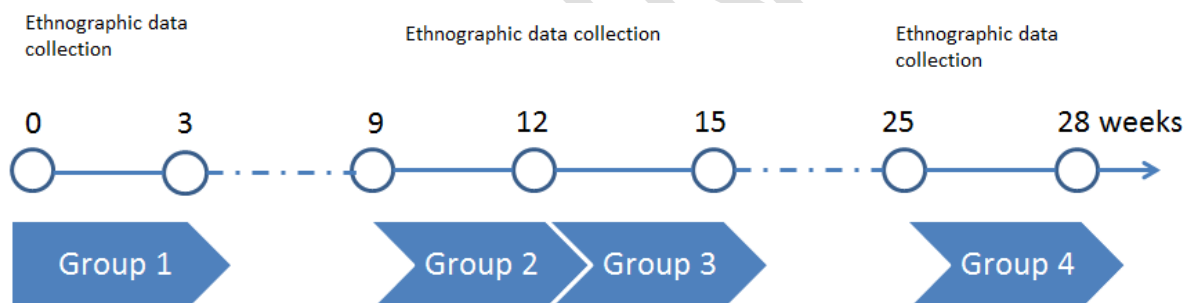 Ethnographic data
collection
Ethnographic data collection
Ethnographic data
collection
0 3 9 12 15 25 28 weeks
Group 1 Group 2 Group 3 Group 4